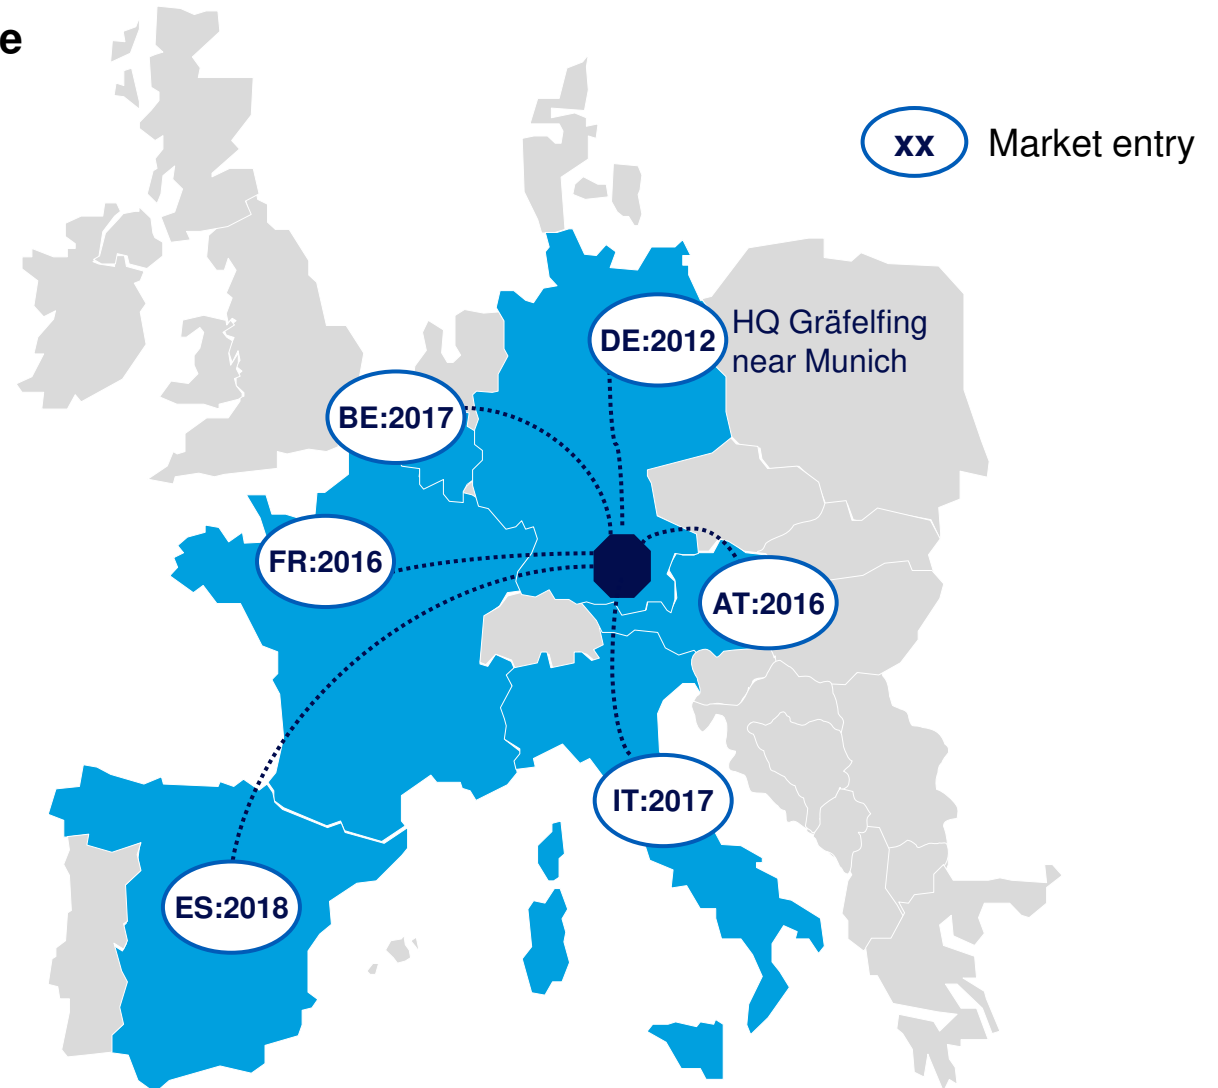 e
xx Market entry
DE:2012
HQ Gräfelfing
near Munich
BE:2017
FR:2016
AT:2016
IT:2017
ES:2018